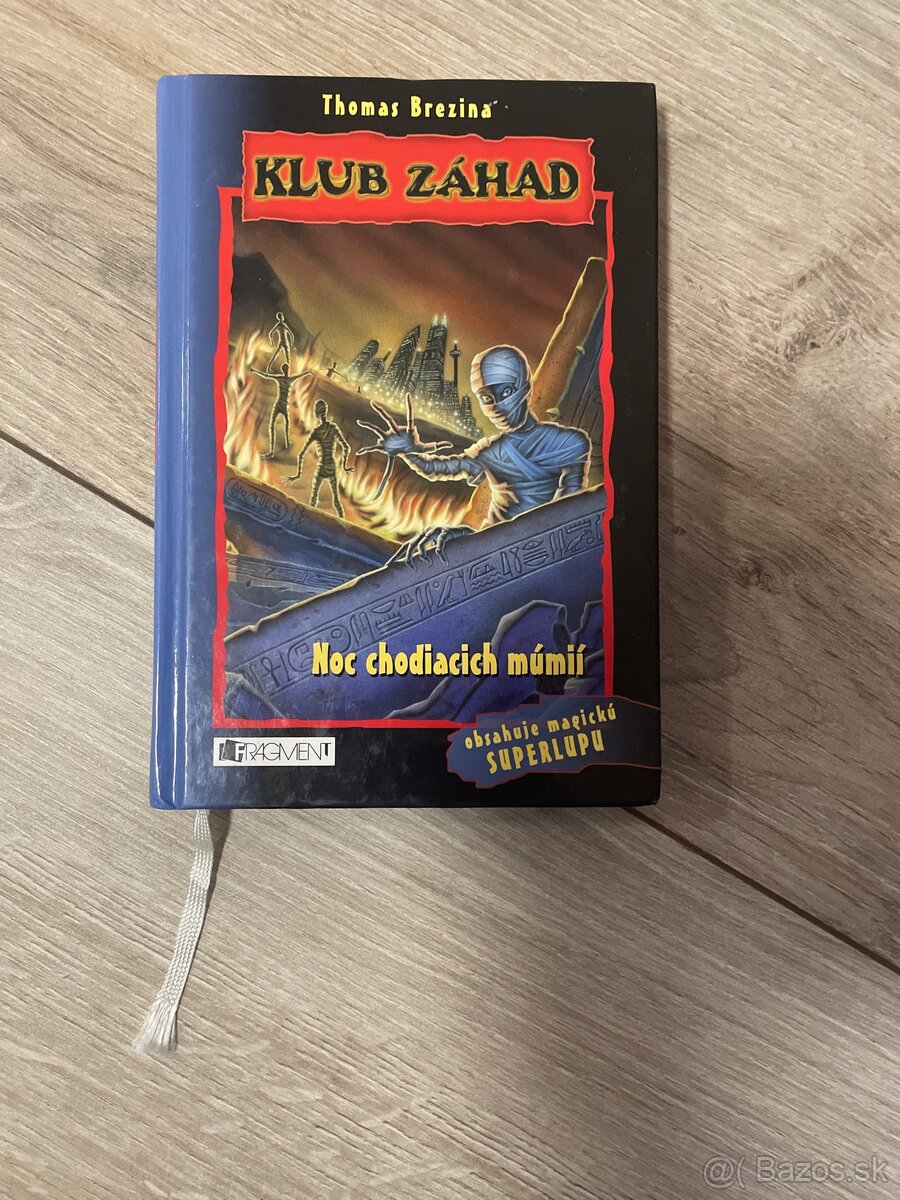 Thomas Brezina
KLUB ZÁHAD
Noc chodiacich múmií
obsahuje magickú
SUPERLUPU
FRAGMENT
@( Bazos.sk